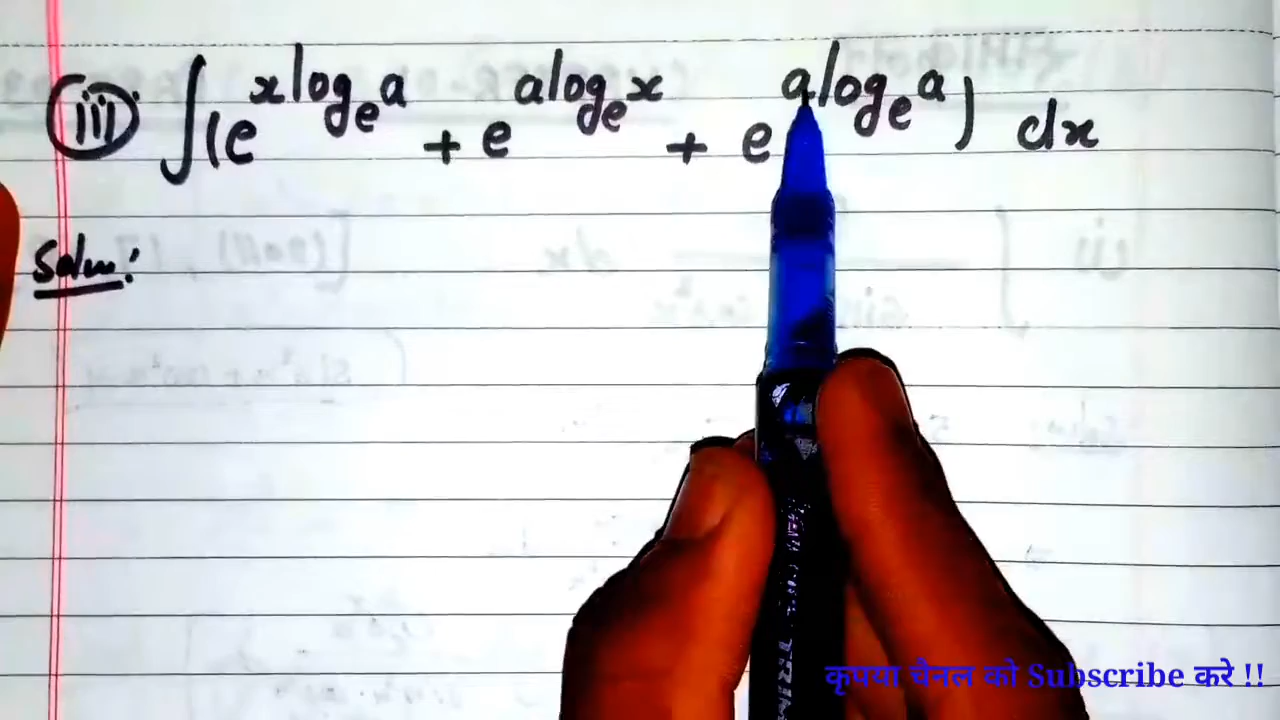 (iii) ∫(e^{x log_e a} + e^{a log_e x} + e^{a log_e a}) dx
Soln:
कृपया चैनल को Subscribe करे !!